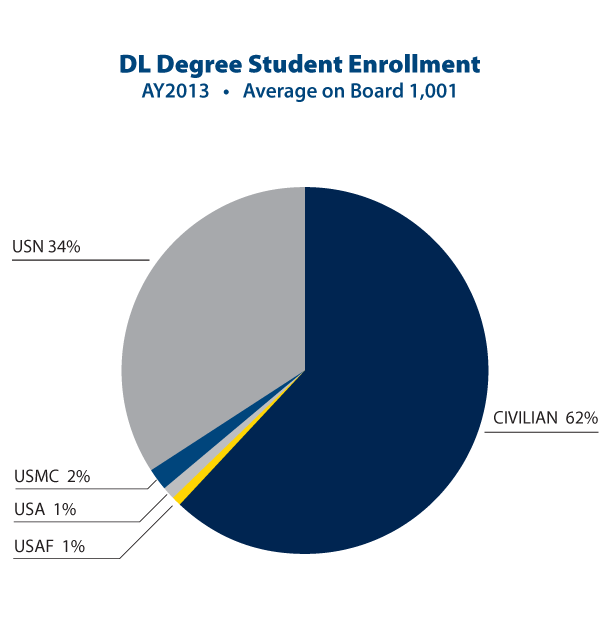 DL Degree Student Enrollment
AY2013 • Average on Board 1,001
USN 34%
CIVILIAN 62%
USMC 2%
USA 1%
USAF 1%